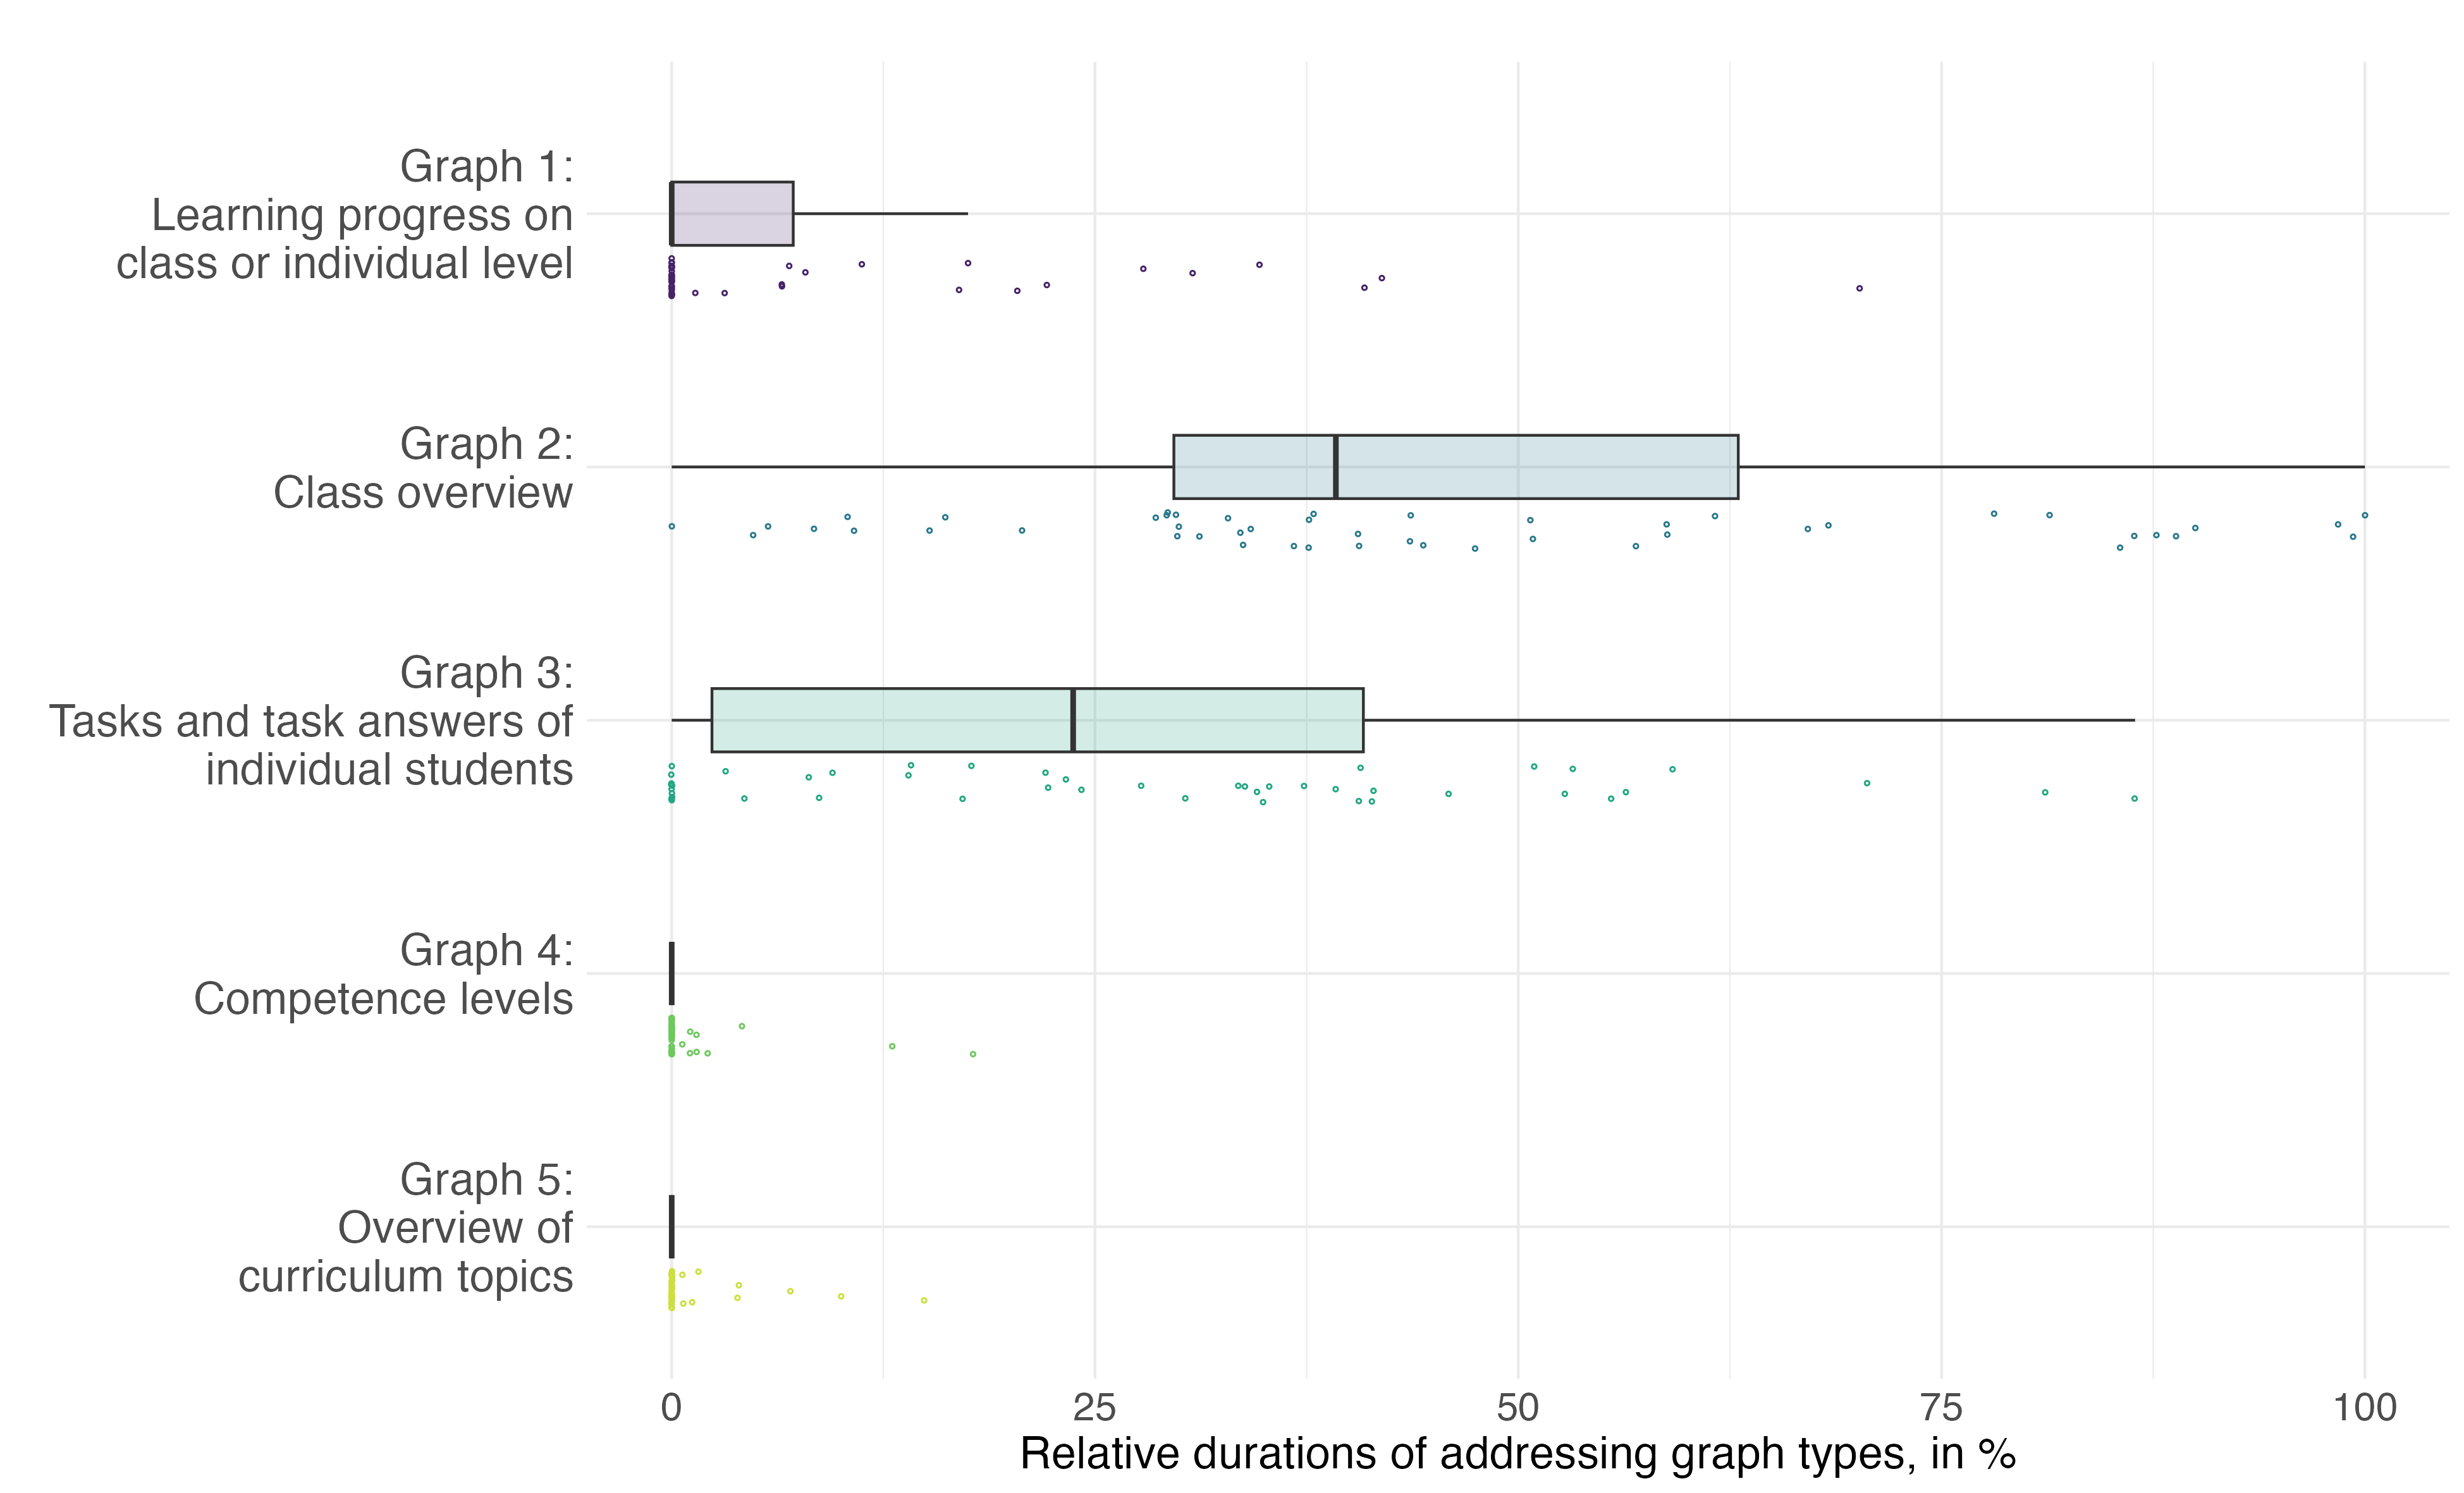 Graph 1:
Learning progress on
class or individual level
Graph 2:
Class overview
Graph 3:
Tasks and task answers of
individual students
Graph 4:
Competence levels
Graph 5:
Overview of
curriculum topics
0
25
50
75
100
Relative durations of addressing graph types, in %